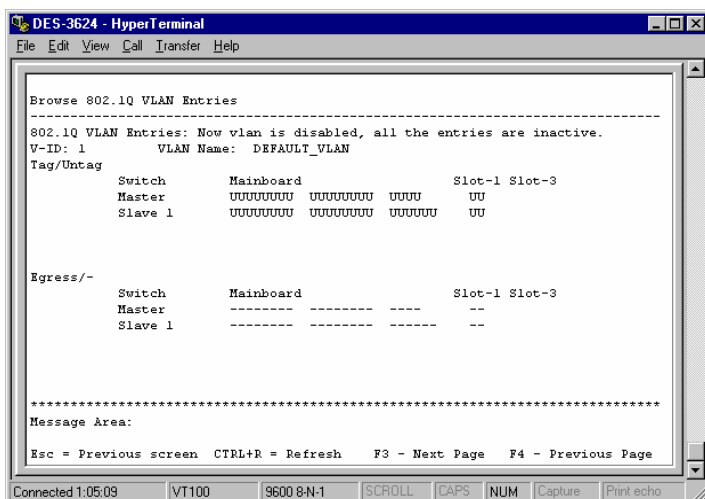 DES-3624 - HyperTerminal
File Edit View Call Transfer Help
Browse 802.1Q VLAN Entries
--------------------------------------------------------------------------------
802.1Q VLAN Entries: Now vlan is disabled, all the entries are inactive.
V-ID: 1 VLAN Name: DEFAULT_VLAN
Tag/Untag
Switch Mainboard Slot-1 Slot-3
Master UUUUUUUU UUUUUUUU UUUU UU
Slave 1 UUUUUUUU UUUUUUUU UUUUUU UU
Egress/-
Switch Mainboard Slot-1 Slot-3
Master -------- -------- ---- --
Slave 1 -------- -------- ------ --
********************************************************************************
Message Area:
Esc = Previous screen CTRL+R = Refresh F3 - Next Page F4 - Previous Page
Connected 1:05:09 VT100 9600 8-N-1 SCROLL CAPS NUM Capture Print echo